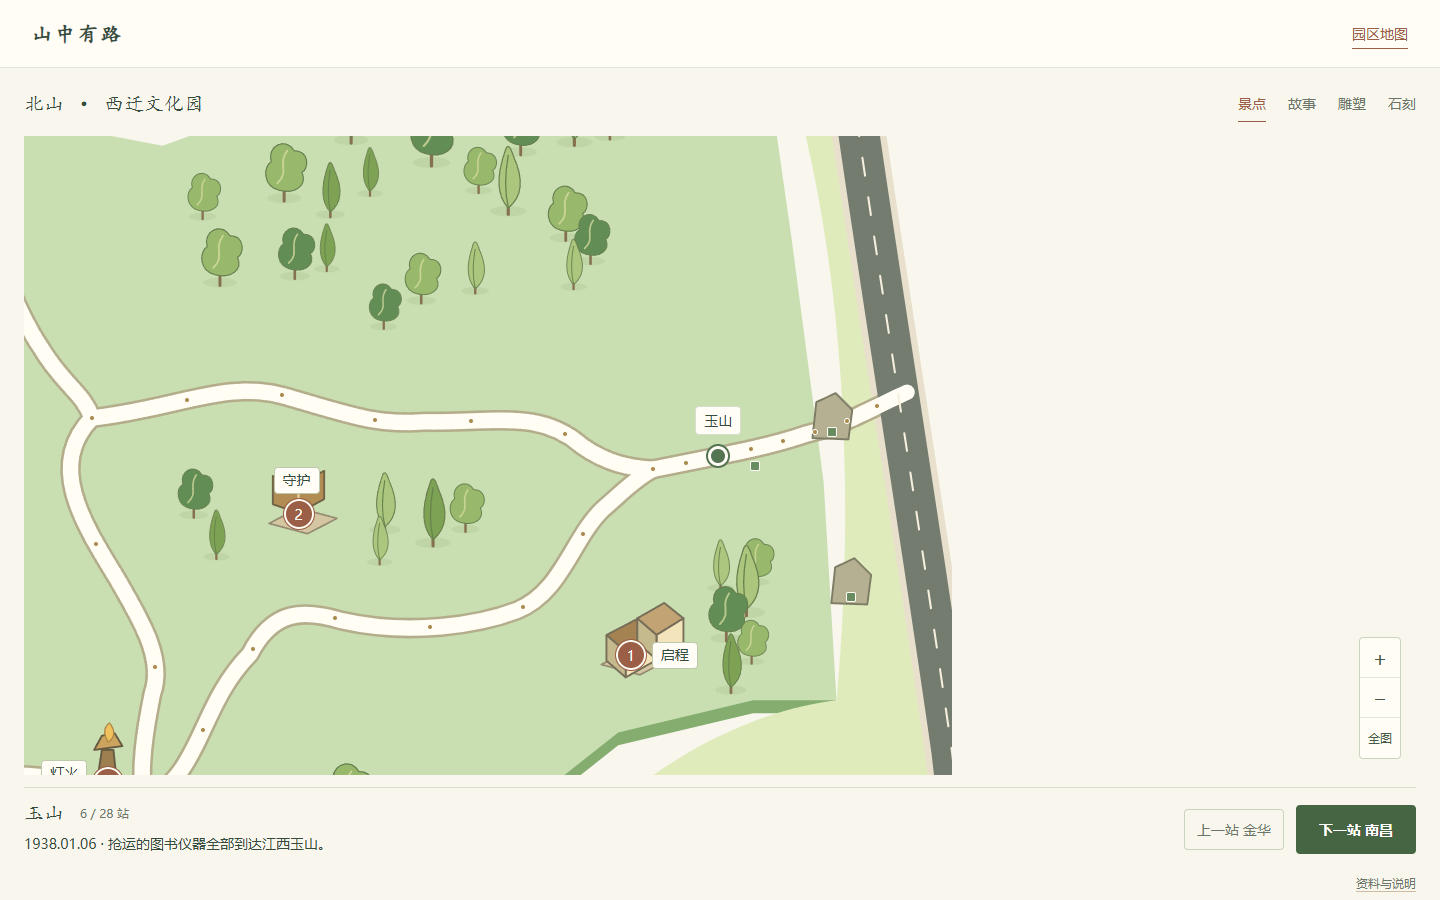 山中有路
园区地图
北山 • 西迁文化园
景点 故事 雕塑 石刻
玉山
守护
2
1
启程
灯火
+
−
全图
玉山 6 / 28 站
1938.01.06 · 抢运的图书仪器全部到达江西玉山。
上一站 金华
下一站 南昌
资料与说明